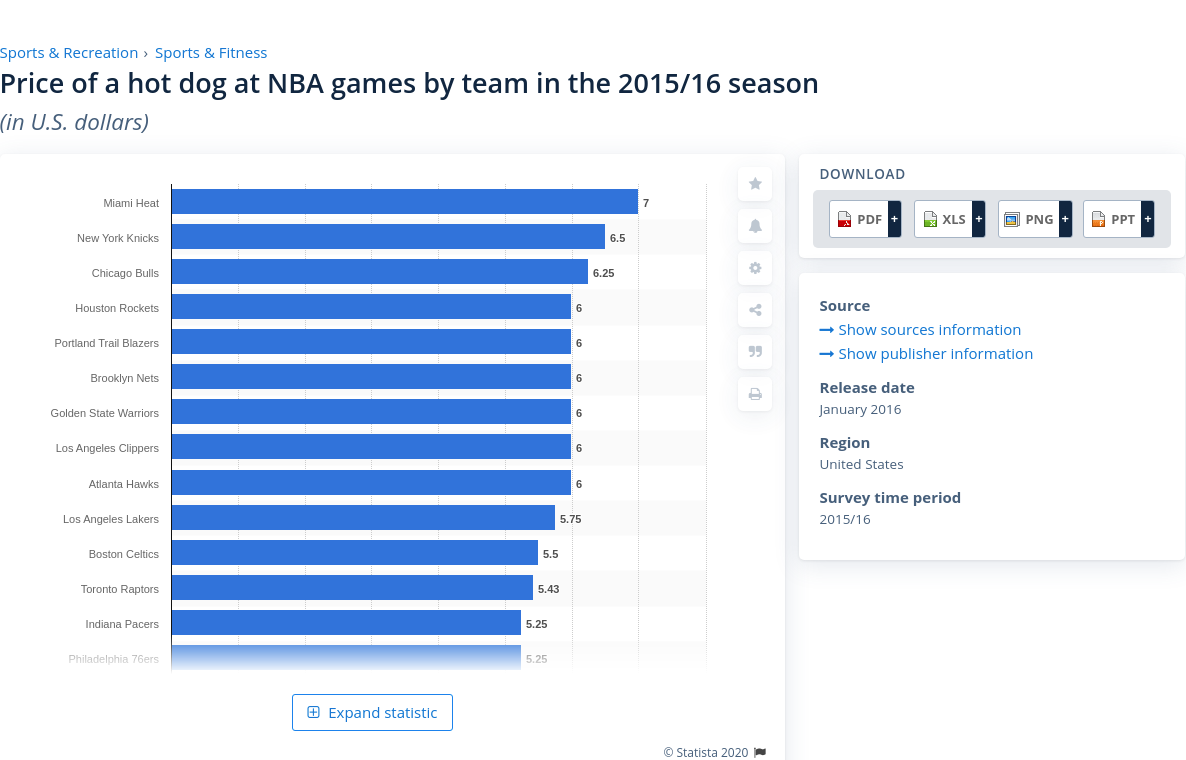 Sports & Recreation › Sports & Fitness
Price of a hot dog at NBA games by team in the 2015/16 season
(in U.S. dollars)
Miami Heat 7
New York Knicks 6.5
Chicago Bulls 6.25
Houston Rockets 6
Portland Trail Blazers 6
Brooklyn Nets 6
Golden State Warriors 6
Los Angeles Clippers 6
Atlanta Hawks 6
Los Angeles Lakers 5.75
Boston Celtics 5.5
Toronto Raptors 5.43
Indiana Pacers 5.25
Philadelphia 76ers 5.25
Expand statistic
© Statista 2020
DOWNLOAD
PDF + XLS + PNG + PPT +
Source
Show sources information
Show publisher information
Release date
January 2016
Region
United States
Survey time period
2015/16